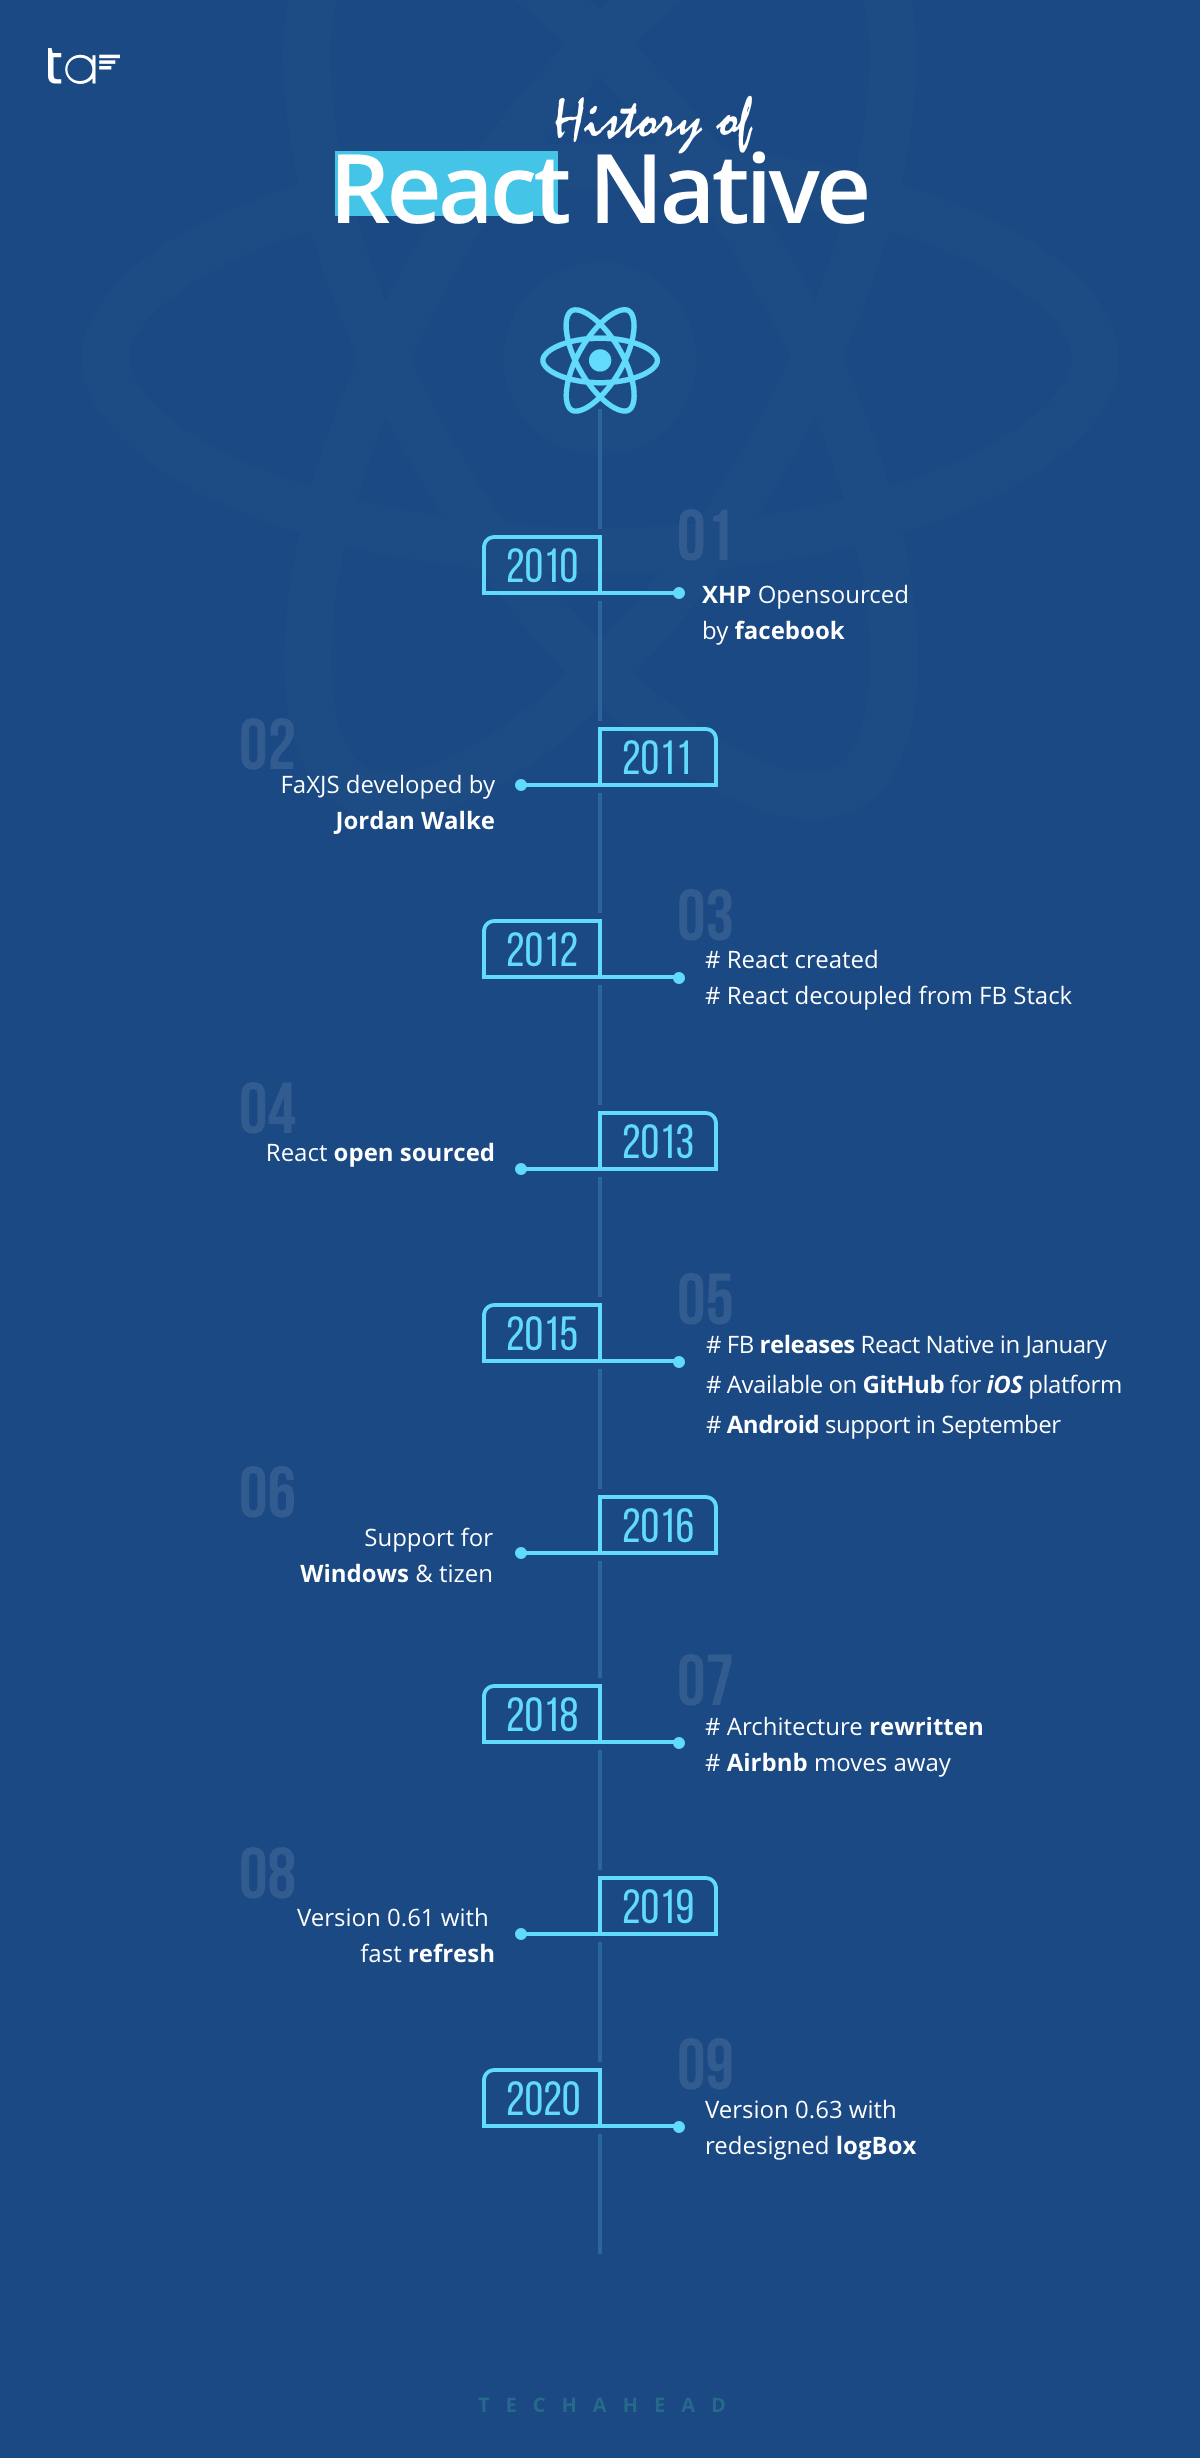 ta
History of
React Native
01
2010
XHP Opensourced
by facebook
02
2011
FaXJS developed by
Jordan Walke
03
2012
# React created
# React decoupled from FB Stack
04
2013
React open sourced
05
2015
# FB releases React Native in January
# Available on GitHub for iOS platform
# Android support in September
06
2016
Support for
Windows & tizen
07
2018
# Architecture rewritten
# Airbnb moves away
08
2019
Version 0.61 with
fast refresh
09
2020
Version 0.63 with
redesigned logBox
TECHAHEAD